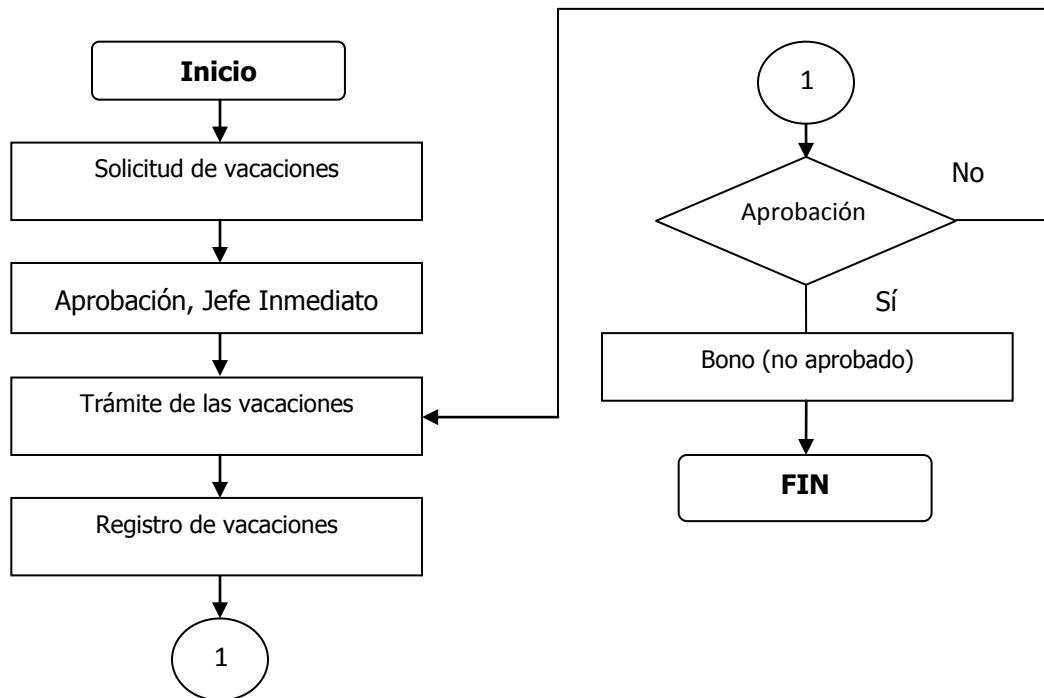 Inicio
Solicitud de vacaciones
Aprobación, Jefe Inmediato
Trámite de las vacaciones
Registro de vacaciones
1
1
Aprobación
No
Sí
Bono (no aprobado)
FIN